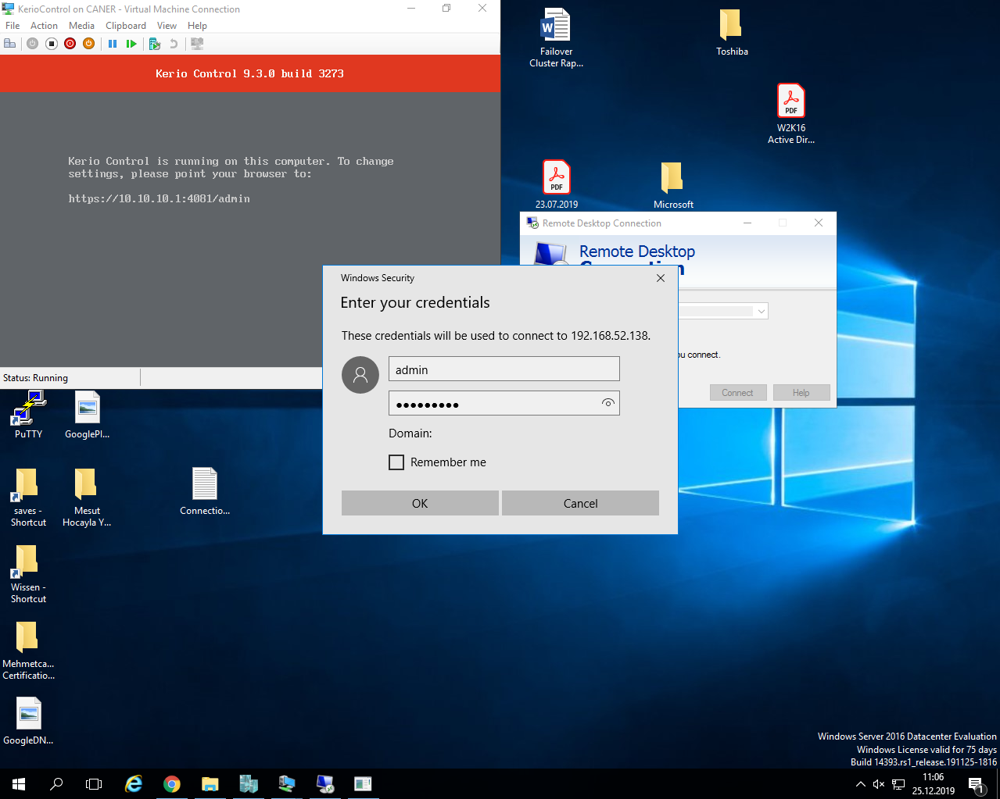 KerioControl on CANER - Virtual Machine Connection
File Action Media Clipboard View Help
Kerio Control 9.3.0 build 3273
Kerio Control is running on this computer. To change
settings, please point your browser to:
https://10.10.10.1:4081/admin
Status: Running
Failover
Cluster Rap...
Toshiba
PDF
W2K16
Active Dir...
PDF
23.07.2019
Microsoft
Remote Desktop Connection
Remote Desktop
Connection
ou connect.
Connect Help
Windows Security
Enter your credentials
These credentials will be used to connect to 192.168.52.138.
admin
●●●●●●●●●
Domain:
Remember me
OK Cancel
PuTTY
GooglePl...
saves -
Shortcut
Mesut
Hocayla Y...
Connectio...
Wissen -
Shortcut
Mehmetca...
Certificatio...
GoogleDN...
Windows Server 2016 Datacenter Evaluation
Windows License valid for 75 days
Build 14393.rs1_release.191125-1816
11:06
25.12.2019
1